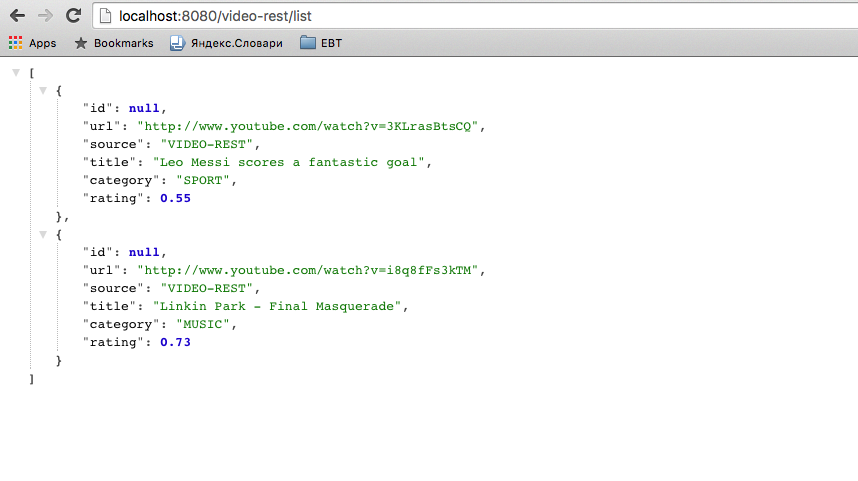 localhost:8080/video-rest/list
Apps Bookmarks Яндекс.Словари EBT
[
{
"id": null,
"url": "http://www.youtube.com/watch?v=3KLrasBtsCQ",
"source": "VIDEO-REST",
"title": "Leo Messi scores a fantastic goal",
"category": "SPORT",
"rating": 0.55
},
{
"id": null,
"url": "http://www.youtube.com/watch?v=i8q8fFs3kTM",
"source": "VIDEO-REST",
"title": "Linkin Park - Final Masquerade",
"category": "MUSIC",
"rating": 0.73
}
]